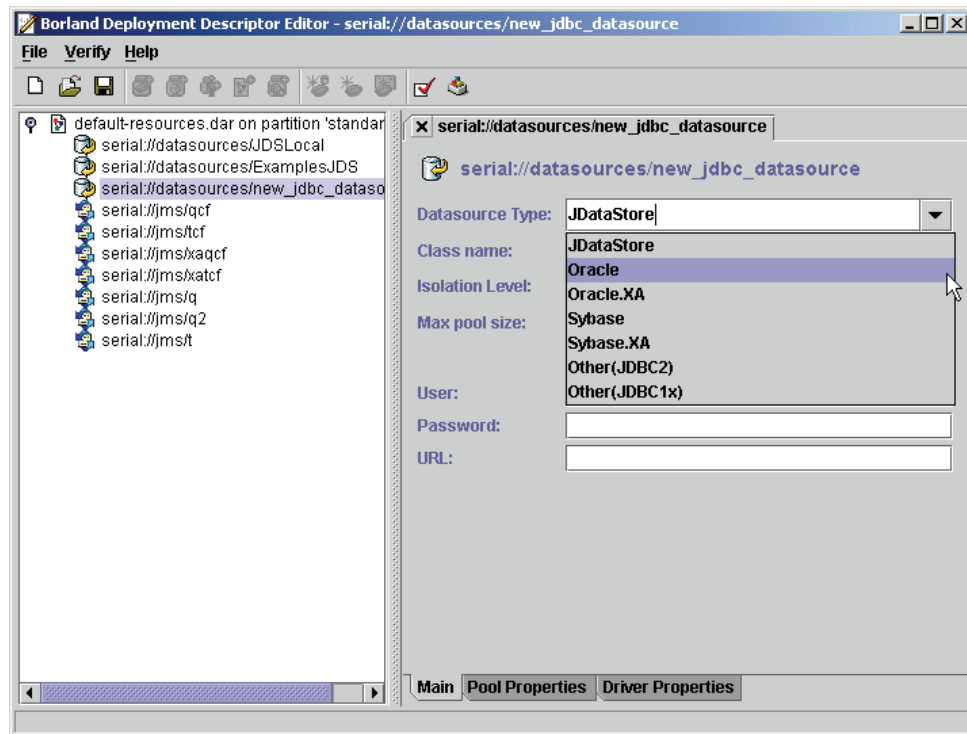 Borland Deployment Descriptor Editor - serial://datasources/new_jdbc_datasource
File Verify Help
default-resources.dar on partition 'standar
serial://datasources/JDSLocal
serial://datasources/ExamplesJDS
serial://datasources/new_jdbc_dataso
serial://jms/qcf
serial://jms/tcf
serial://jms/xaqcf
serial://jms/xatcf
serial://jms/q
serial://jms/q2
serial://jms/t
serial://datasources/new_jdbc_datasource
serial://datasources/new_jdbc_datasource
Datasource Type: JDataStore
Class name: JDataStore
Oracle
Isolation Level: Oracle.XA
Max pool size: Sybase
Sybase.XA
Other(JDBC2)
User: Other(JDBC1x)
Password:
URL:
Main Pool Properties Driver Properties